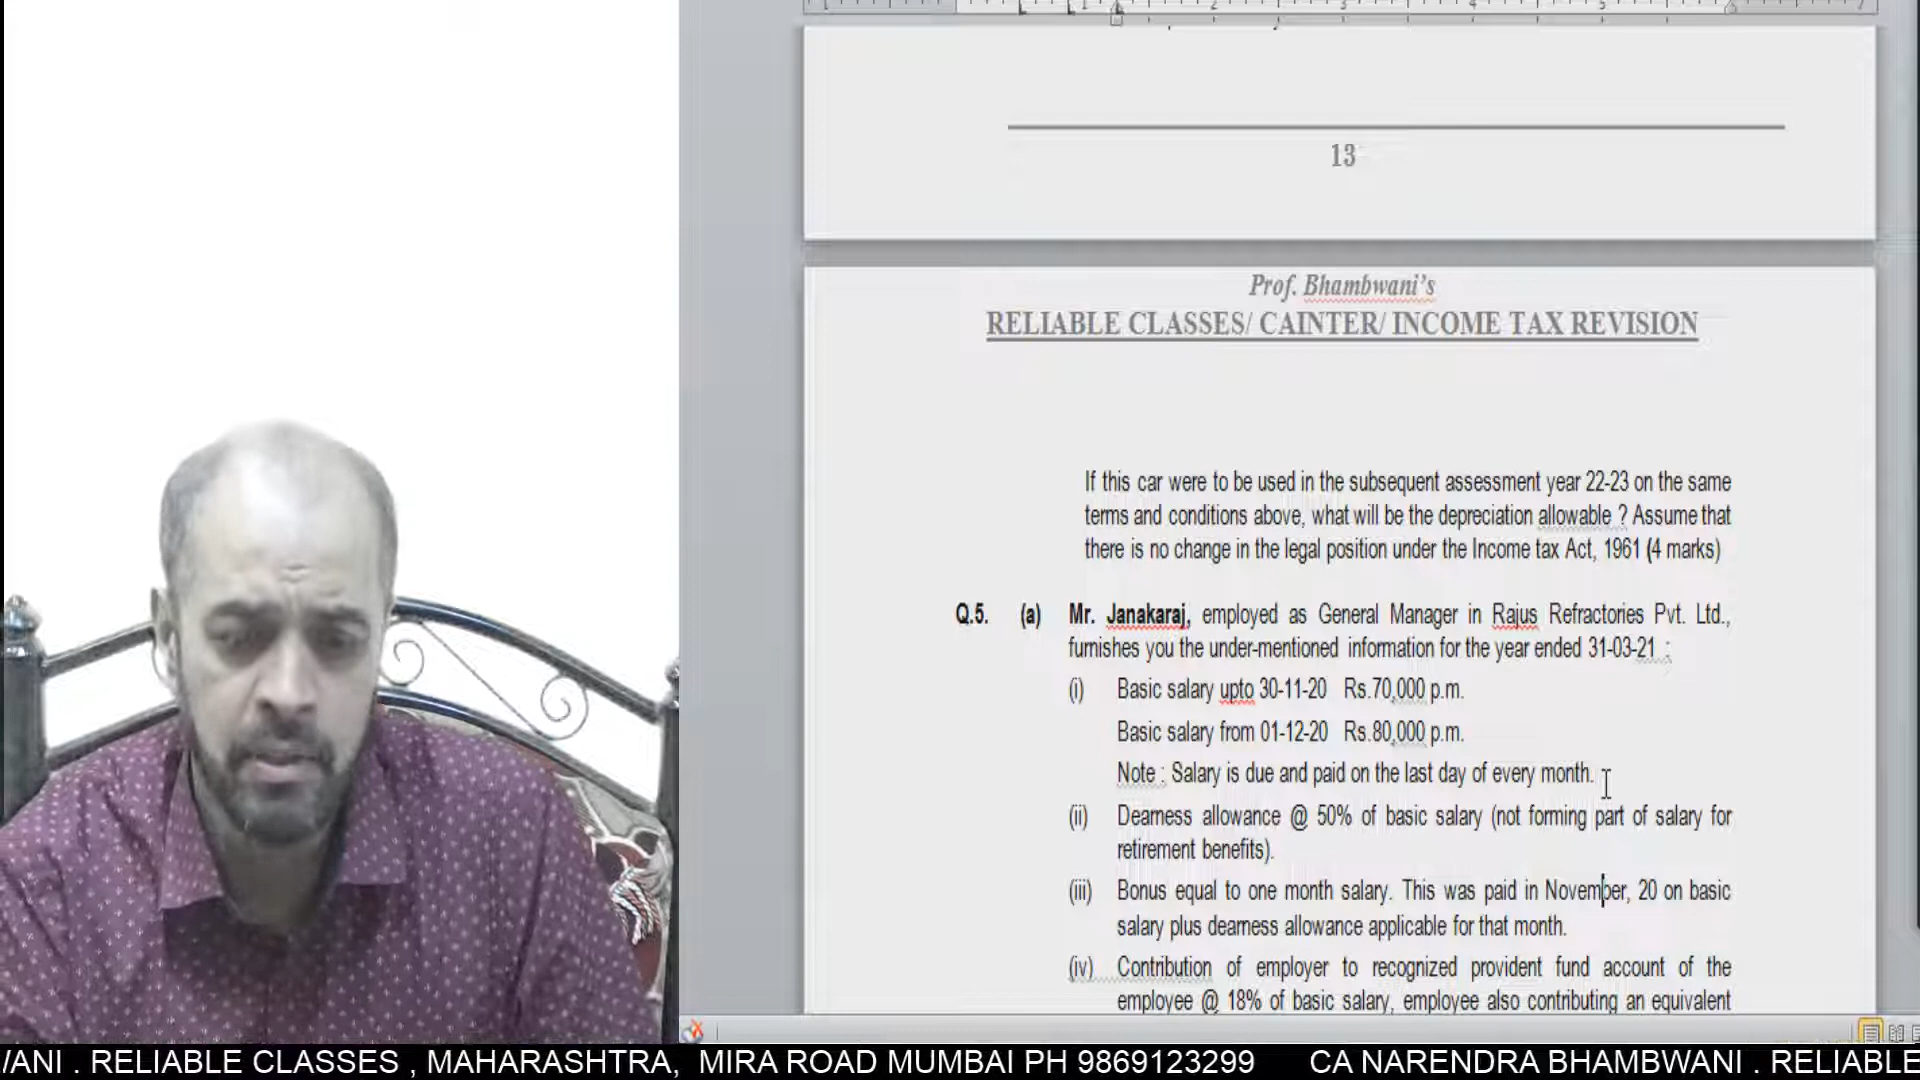 13
Prof. Bhambwani's
RELIABLE CLASSES/ CAINTER/ INCOME TAX REVISION
If this car were to be used in the subsequent assessment year 22-23 on the same
terms and conditions above, what will be the depreciation allowable ? Assume that
there is no change in the legal position under the Income tax Act, 1961 (4 marks)
Q.5. (a) Mr. Janakaraj, employed as General Manager in Rajus Refractories Pvt. Ltd.,
furnishes you the under-mentioned information for the year ended 31-03-21 :
(i) Basic salary upto 30-11-20 Rs.70,000 p.m.
Basic salary from 01-12-20 Rs.80,000 p.m.
Note : Salary is due and paid on the last day of every month.
(ii) Dearness allowance @ 50% of basic salary (not forming part of salary for
retirement benefits).
(iii) Bonus equal to one month salary. This was paid in November, 20 on basic
salary plus dearness allowance applicable for that month.
(iv) Contribution of employer to recognized provident fund account of the
employee @ 18% of basic salary, employee also contributing an equivalent
/ANI . RELIABLE CLASSES , MAHARASHTRA, MIRA ROAD MUMBAI PH 9869123299 CA NARENDRA BHAMBWANI . RELIABLE